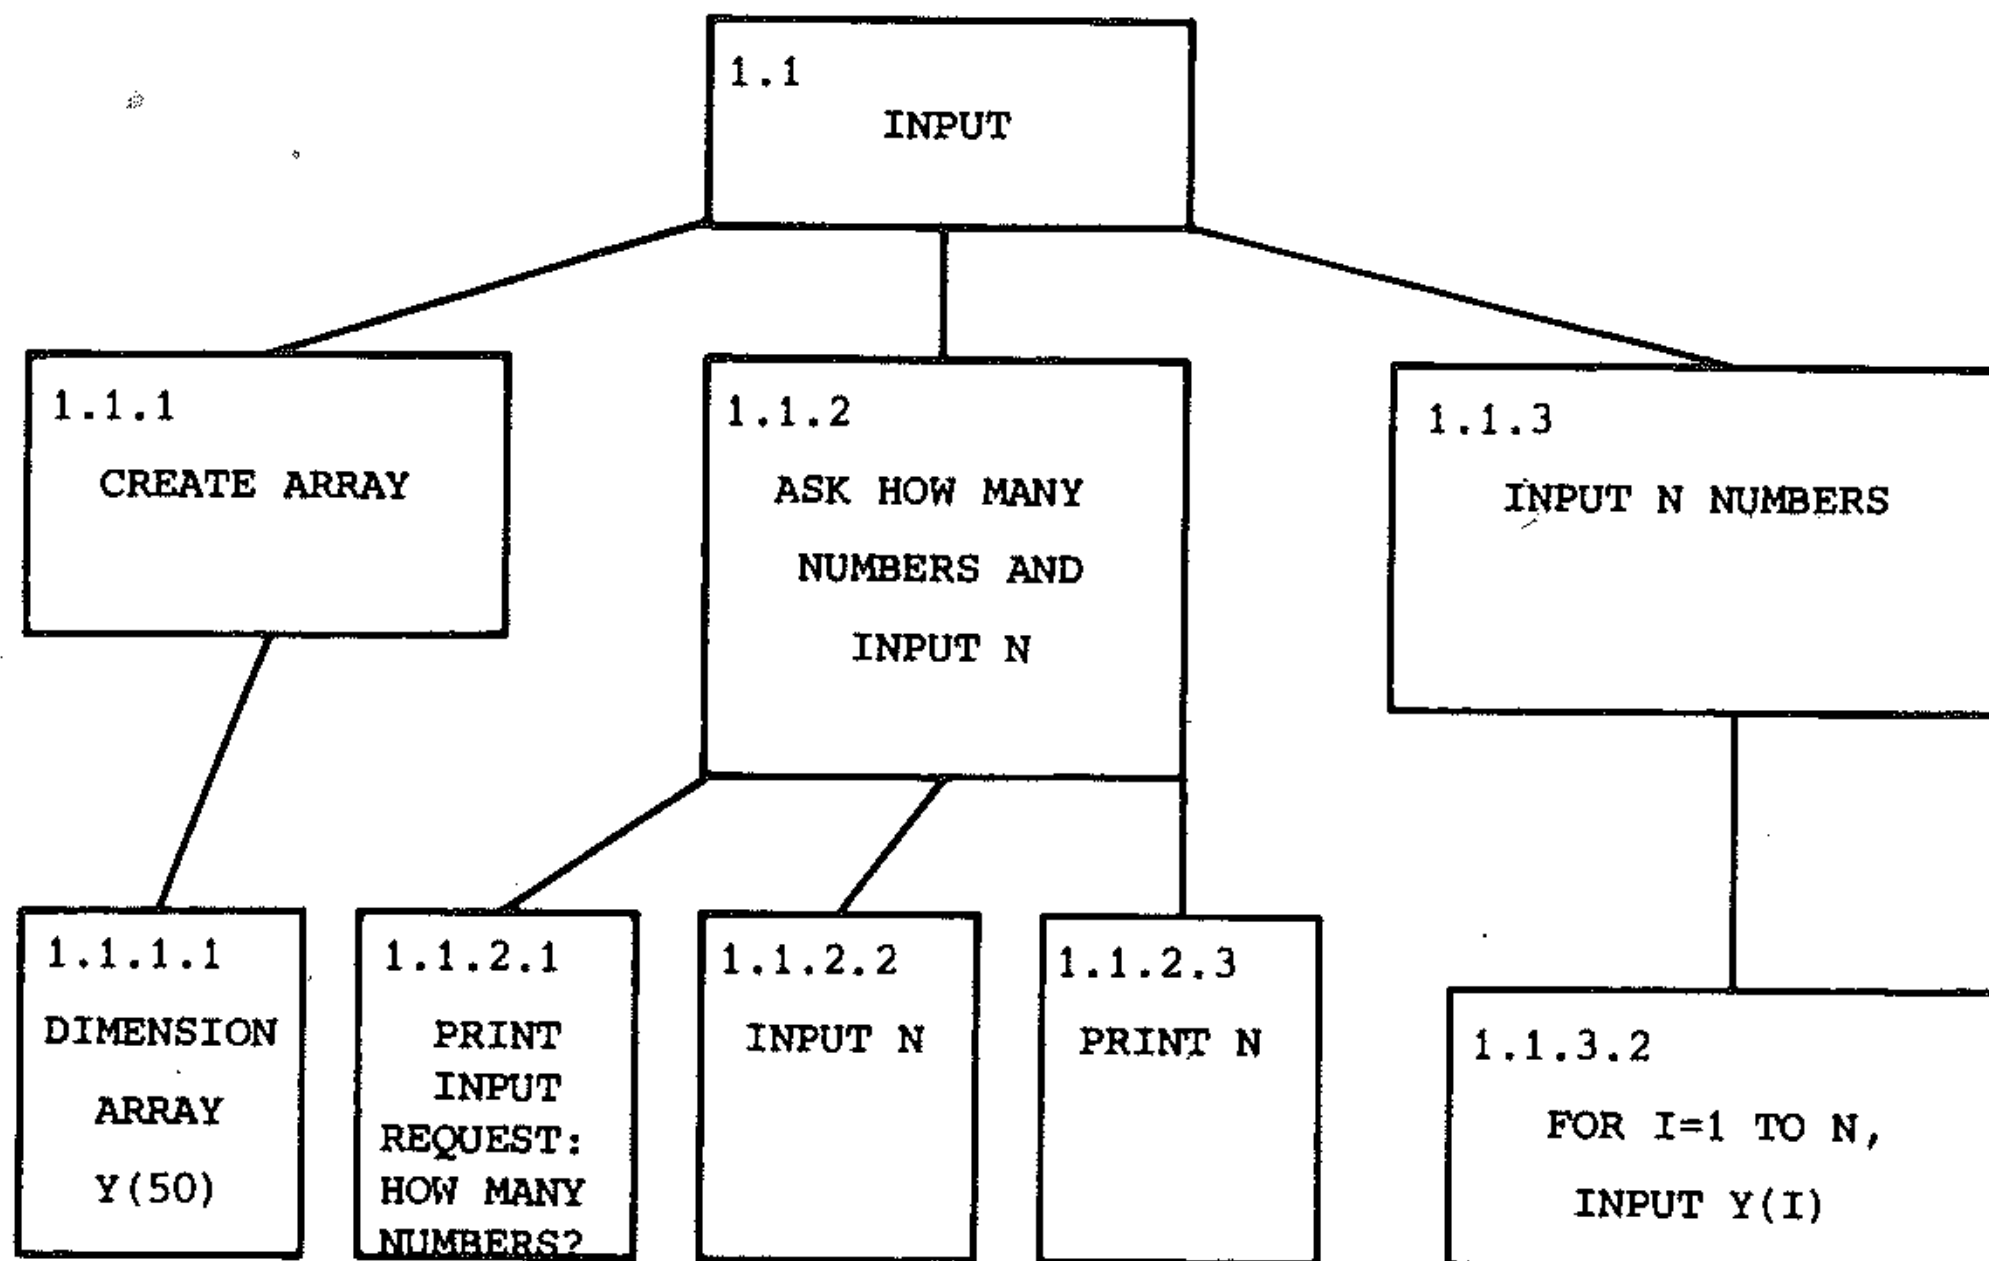 1.1
INPUT
1.1.1
CREATE ARRAY
1.1.2
ASK HOW MANY
NUMBERS AND
INPUT N
1.1.3
INPUT N NUMBERS
1.1.1.1
DIMENSION
ARRAY
Y(50)
1.1.2.1
PRINT
INPUT
REQUEST:
HOW MANY
NUMBERS?
1.1.2.2
INPUT N
1.1.2.3
PRINT N
1.1.3.2
FOR I=1 TO N,
INPUT Y(I)